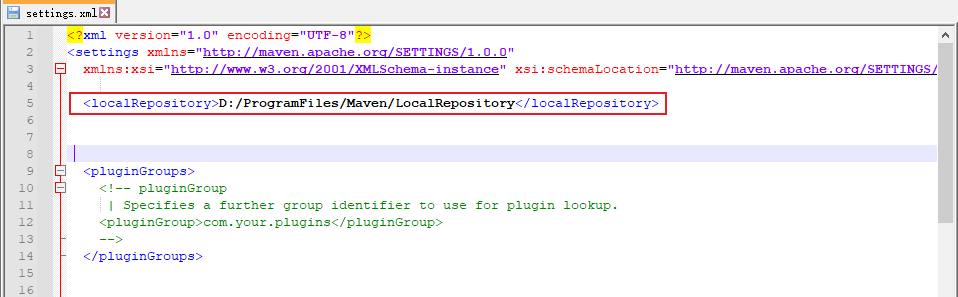 settings.xml
1 <?xml version="1.0" encoding="UTF-8"?>
2 <settings xmlns="http://maven.apache.org/SETTINGS/1.0.0"
3 xmlns:xsi="http://www.w3.org/2001/XMLSchema-instance" xsi:schemaLocation="http://maven.apache.org/SETTINGS/
4
5 <localRepository>D:/ProgramFiles/Maven/LocalRepository</localRepository>
6
7
8
9 <pluginGroups>
10 <!-- pluginGroup
11 | Specifies a further group identifier to use for plugin lookup.
12 <pluginGroup>com.your.plugins</pluginGroup>
13 -->
14 </pluginGroups>
15
16